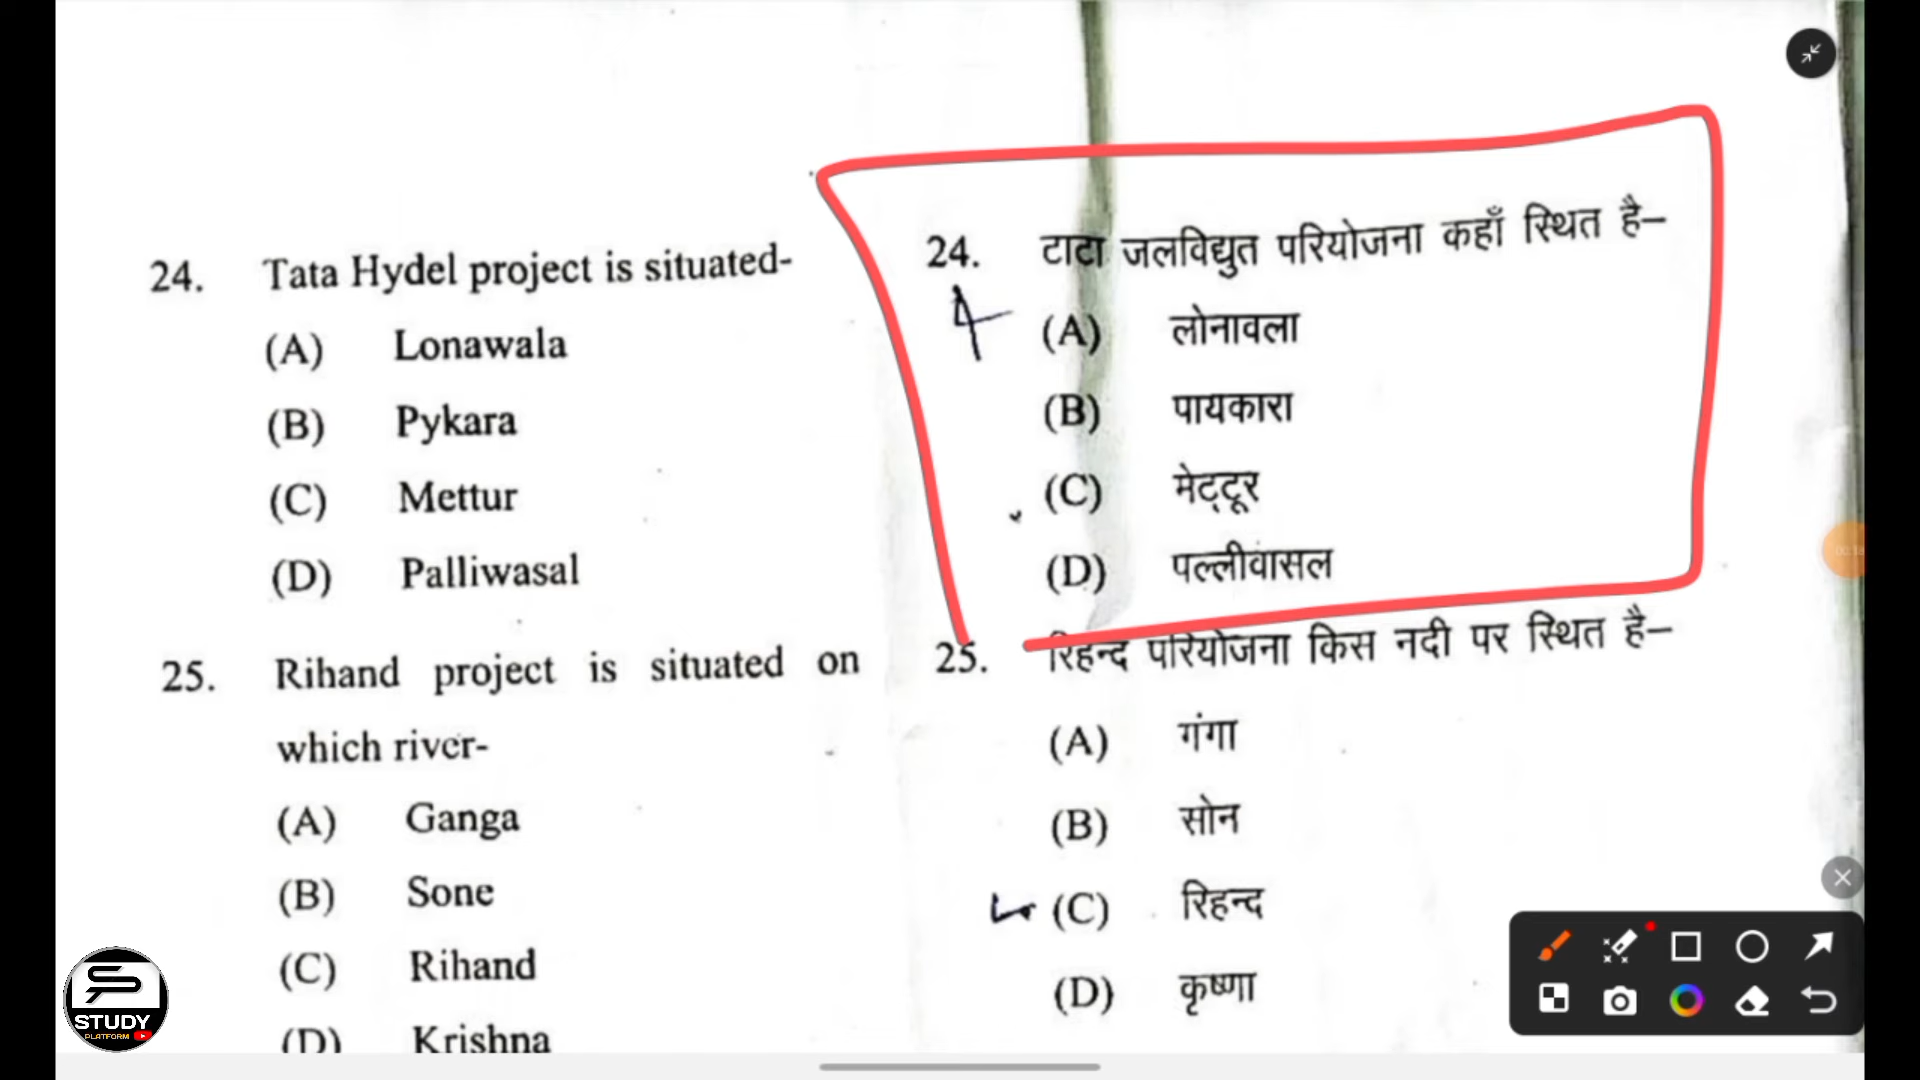 24. Tata Hydel project is situated-
(A) Lonawala
(B) Pykara
(C) Mettur
(D) Palliwasal
25. Rihand project is situated on
which river-
(A) Ganga
(B) Sone
(C) Rihand
(D) Krishna
24. टाटा जलविद्युत परियोजना कहाँ स्थित है–
(A) लोनावला
(B) पायकारा
(C) मेट्टूर
(D) पल्लीवासल
25. रिहन्द परियोजना किस नदी पर स्थित है–
(A) गंगा
(B) सोन
(C) रिहन्द
(D) कृष्णा
STUDY
PLATFORM